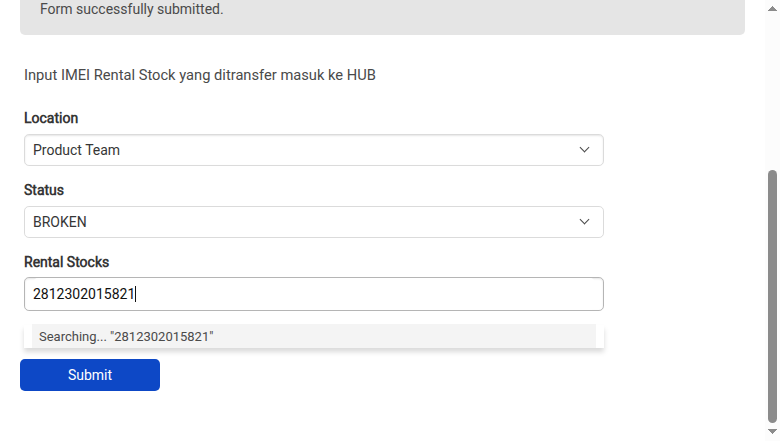 Form successfully submitted.
Input IMEI Rental Stock yang ditransfer masuk ke HUB
Location
Product Team
Status
BROKEN
Rental Stocks
2812302015821
Searching... "2812302015821"
Submit